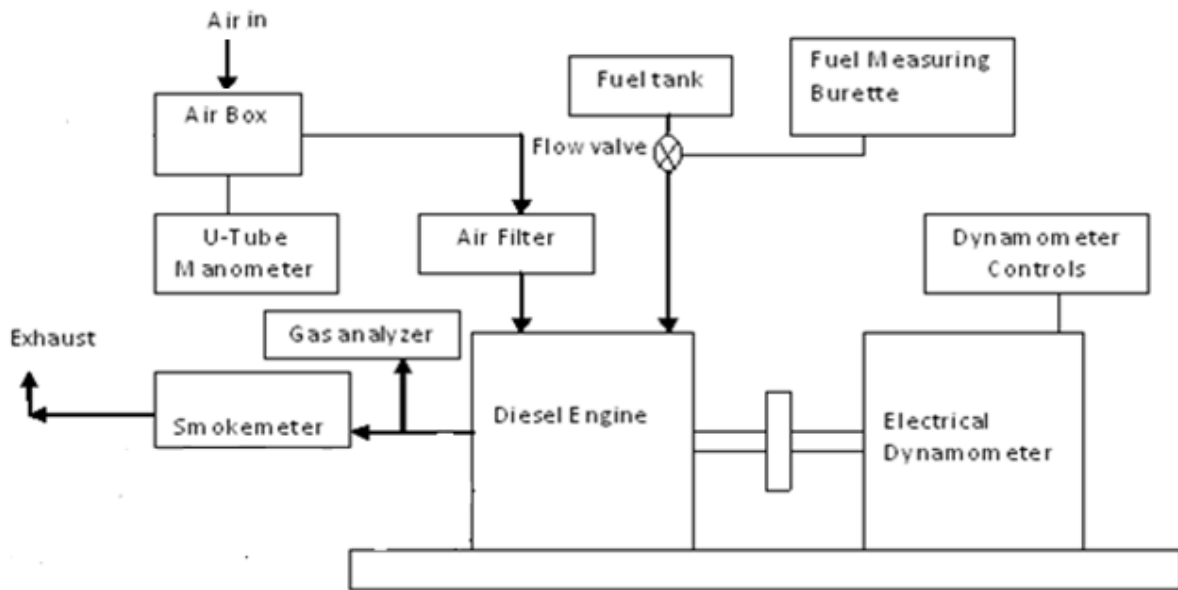 Air in
Air Box
Fuel tank
Fuel Measuring
Burette
Flow valve
U-Tube
Manometer
Air Filter
Dynamometer
Controls
Exhaust
Gas analyzer
Smokemeter
Diesel Engine
Electrical
Dynamometer